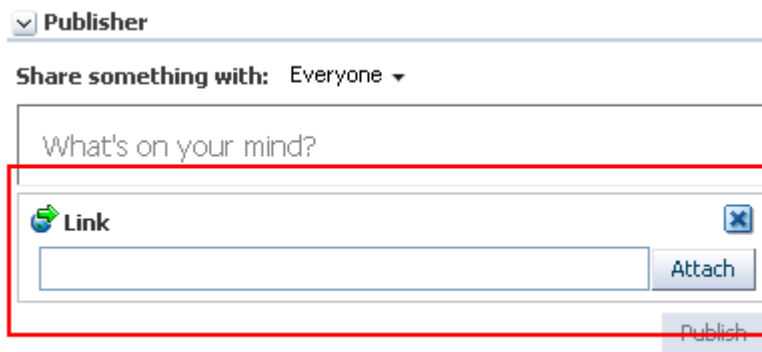 Publisher
Share something with: Everyone
What's on your mind?
Link
Attach
Publish